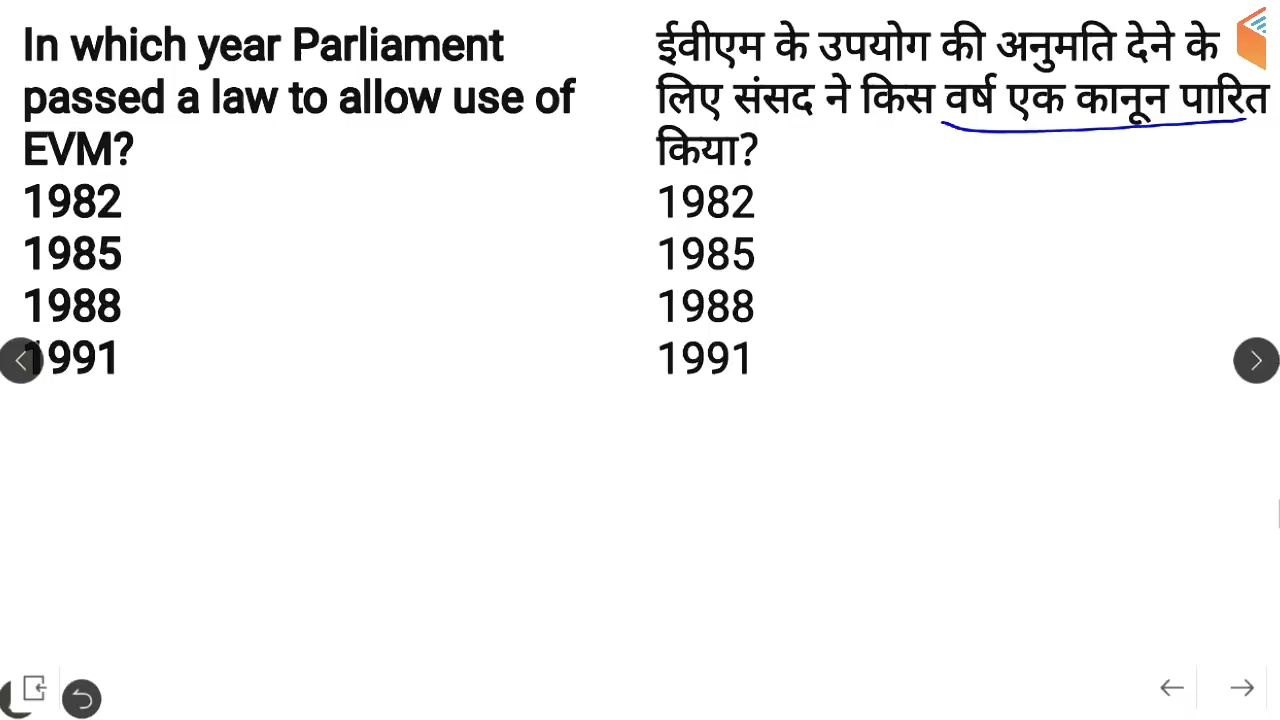 In which year Parliament
passed a law to allow use of
EVM?
1982
1985
1988
1991
ईवीएम के उपयोग की अनुमति देने के
लिए संसद ने किस वर्ष एक कानून पारित
किया?
1982
1985
1988
1991